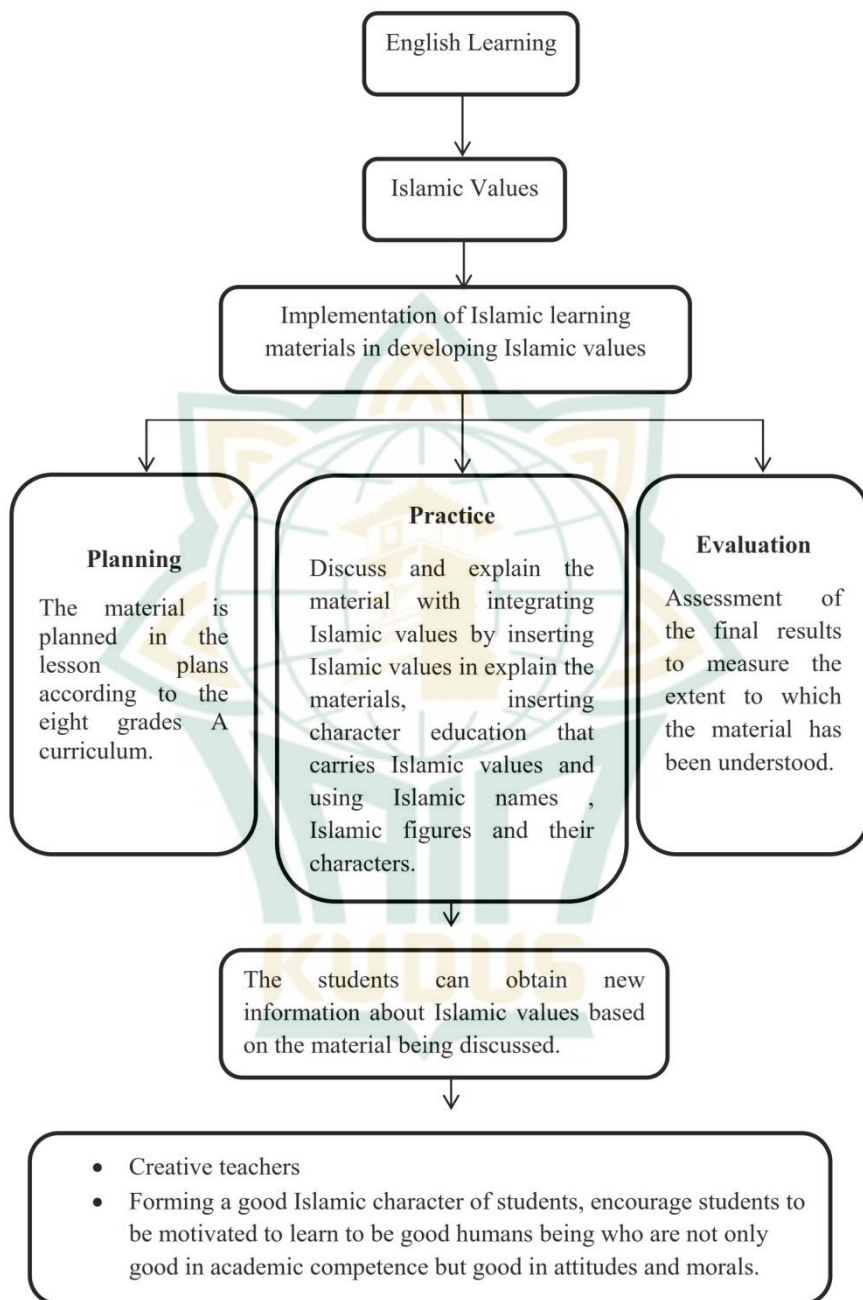 English Learning
Islamic Values
Implementation of Islamic learning
materials in developing Islamic values
Planning
The material is
planned in the
lesson plans
according to the
eight grades A
curriculum.
Practice
Discuss and explain the
material with integrating
Islamic values by inserting
Islamic values in explain the
materials, inserting
character education that
carries Islamic values and
using Islamic names ,
Islamic figures and their
characters.
Evaluation
Assessment of
the final results
to measure the
extent to which
the material has
been understood.
KUDUS
The students can obtain new
information about Islamic values based
on the material being discussed.
• Creative teachers
• Forming a good Islamic character of students, encourage students to
be motivated to learn to be good humans being who are not only
good in academic competence but good in attitudes and morals.